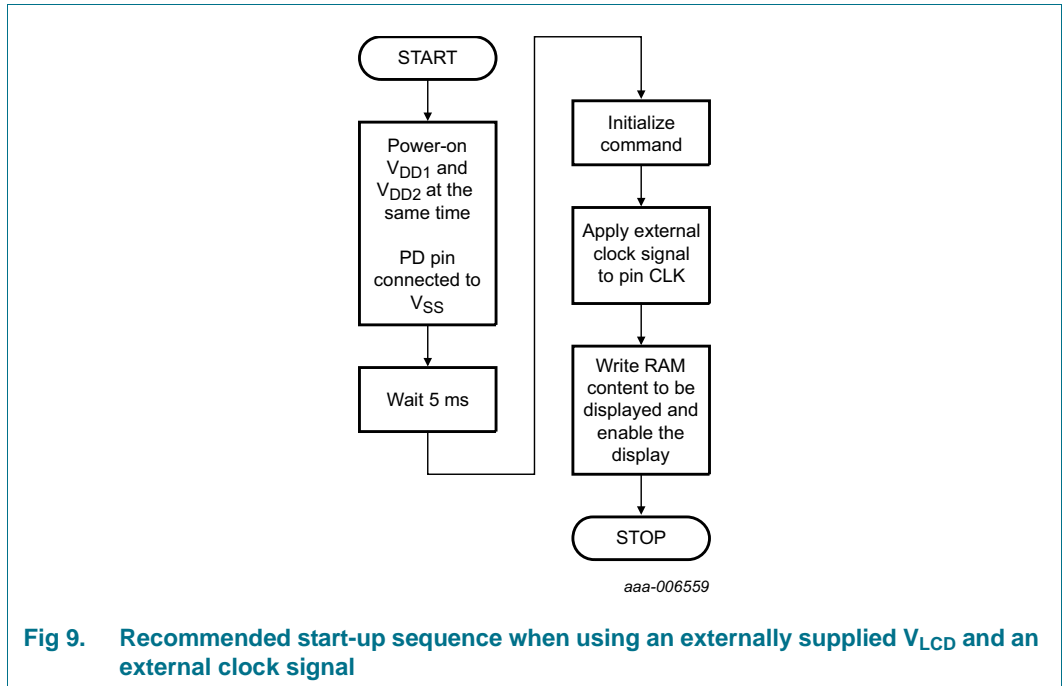 START
Power-on
VDD1 and
VDD2 at the
same time
PD pin
connected to
VSS
Wait 5 ms
Initialize
command
Apply external
clock signal
to pin CLK
Write RAM
content to be
displayed and
enable the
display
STOP
aaa-006559
Fig 9. Recommended start-up sequence when using an externally supplied VLCD and an
external clock signal